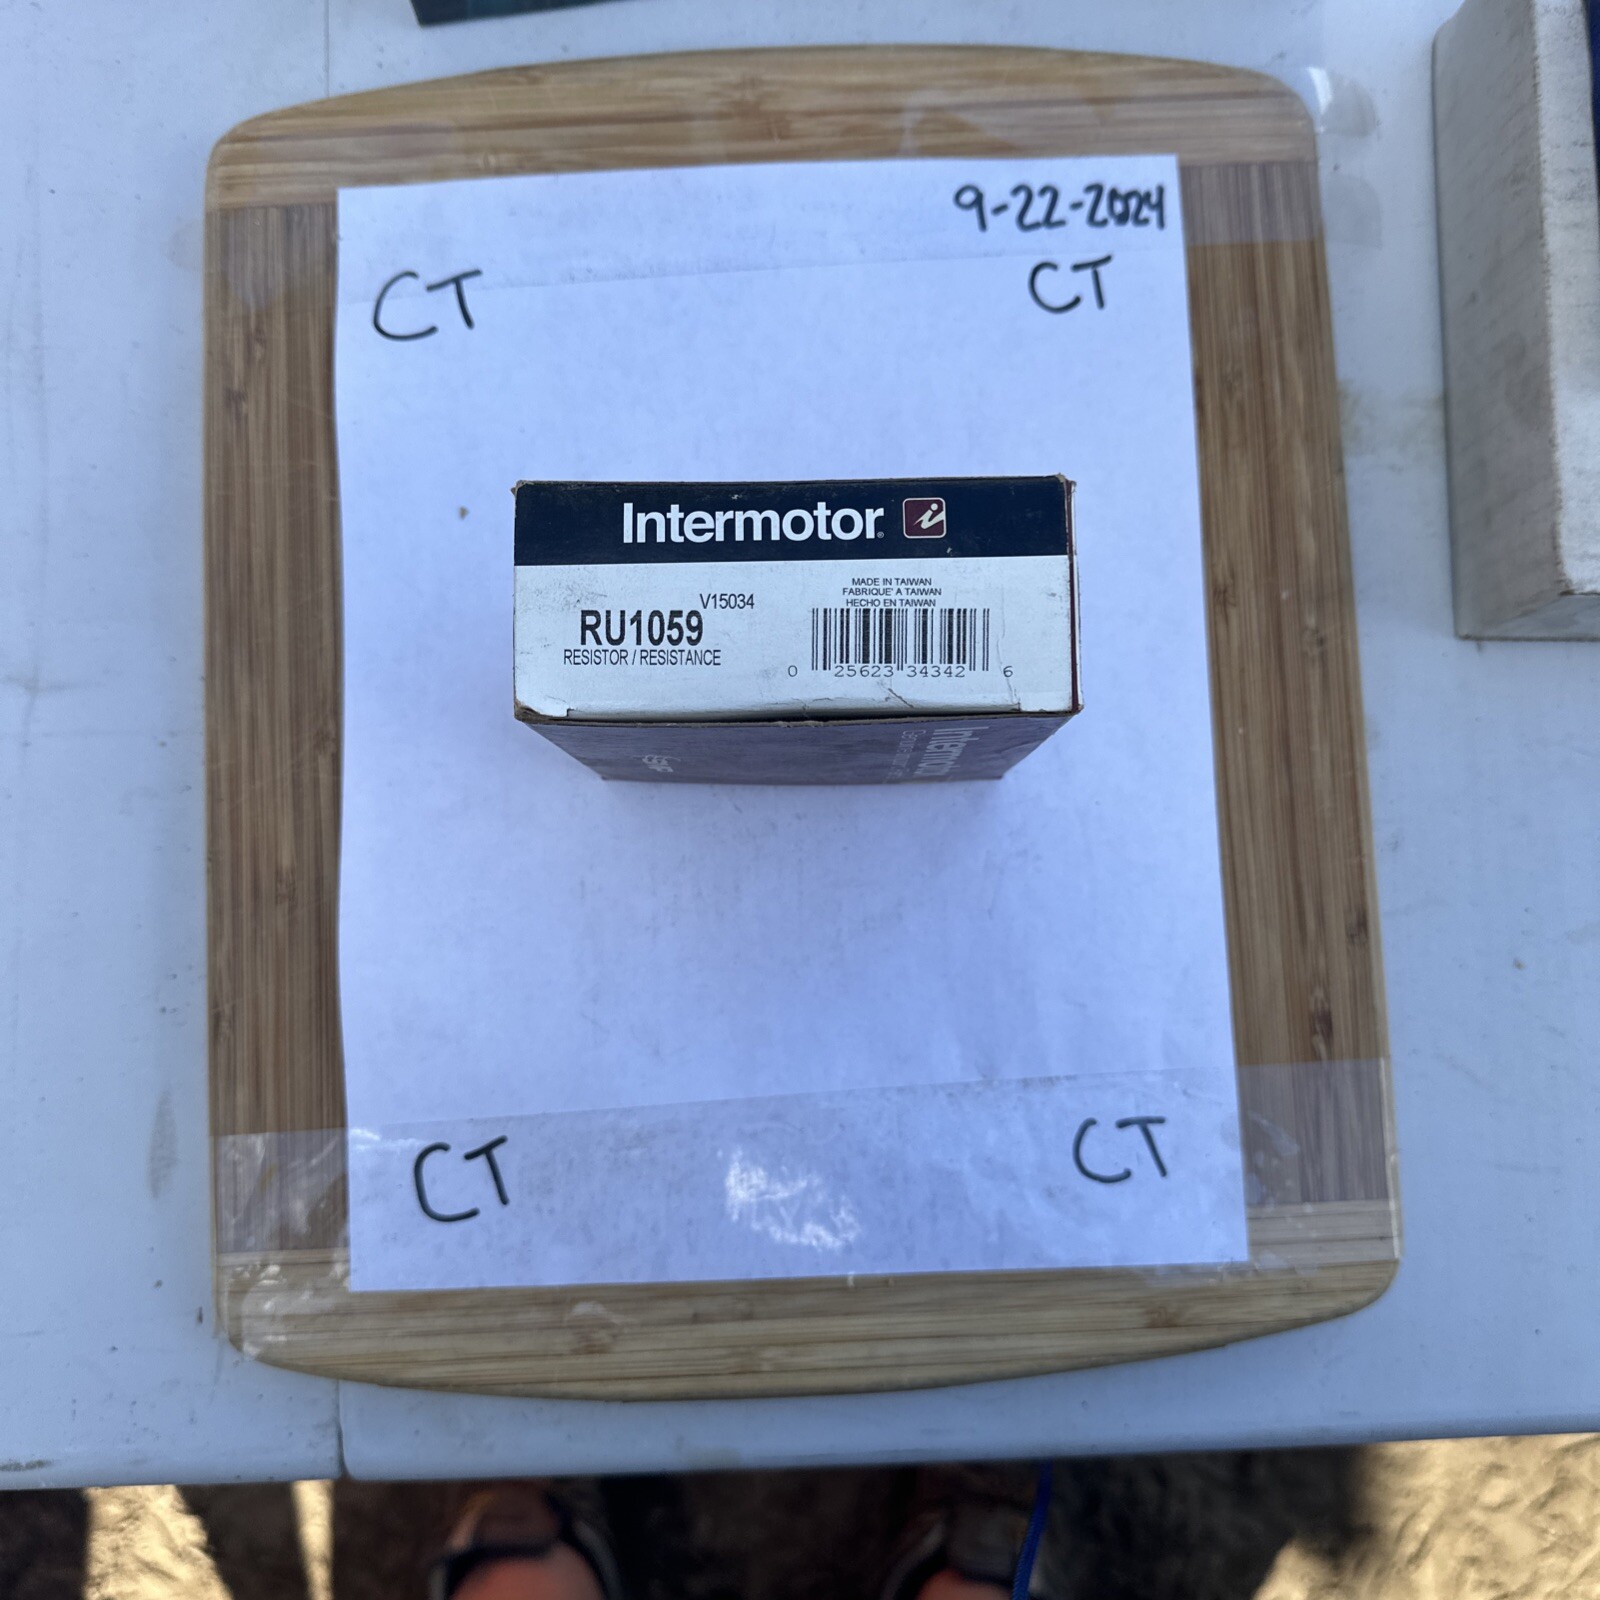 9-22-2024
CT
CT
Intermotor
V15034
RU1059
RESISTOR / RESISTANCE
MADE IN TAIWAN
FABRIQUE' A TAIWAN
HECHO EN TAIWAN
0 25623 34342 6
Intermotor
CT
CT